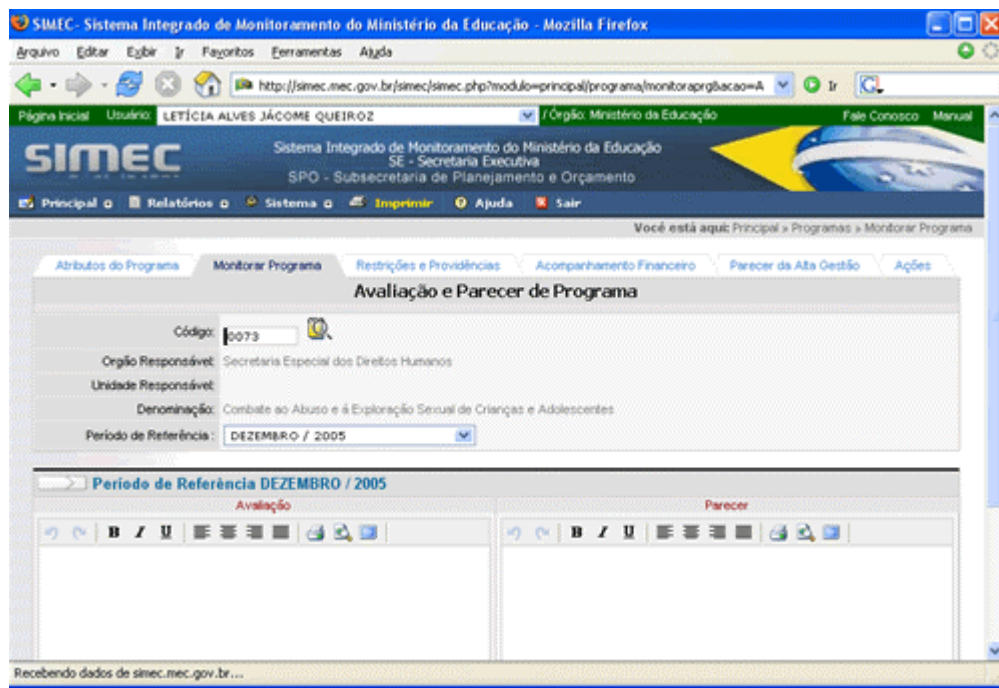 SIMEC- Sistema Integrado de Monitoramento do Ministério da Educação - Mozilla Firefox
Arquivo Editar Exibir Ir Favoritos Ferramentas Ajuda
http://simec.mec.gov.br/simec/simec.php?modulo=principal/programa/monitoraprg&acao=A Ir G
Página Inicial Usuário: LETÍCIA ALVES JÁCOME QUEIROZ / Órgão: Ministério da Educação Fale Conosco Manual
simec
Sistema Integrado de Monitoramento do Ministério da Educação
SE - Secretaria Executiva
SPO - Subsecretaria de Planejamento e Orçamento
Principal Relatórios Sistema Imprimir Ajuda Sair
Você está aqui: Principal » Programas » Monitorar Programa
Atributos do Programa Monitorar Programa Restrições e Providências Acompanhamento Financeiro Parecer da Alta Gestão Ações
Avaliação e Parecer de Programa
Código: 0073
Orgão Responsável: Secretaria Especial dos Direitos Humanos
Unidade Responsável:
Denominação: Combate ao Abuso e á Exploração Sexual de Crianças e Adolescentes
Período de Referência : DEZEMBRO / 2005
Período de Referência DEZEMBRO / 2005
Avaliação Parecer
B I U B I U
Recebendo dados de simec.mec.gov.br...